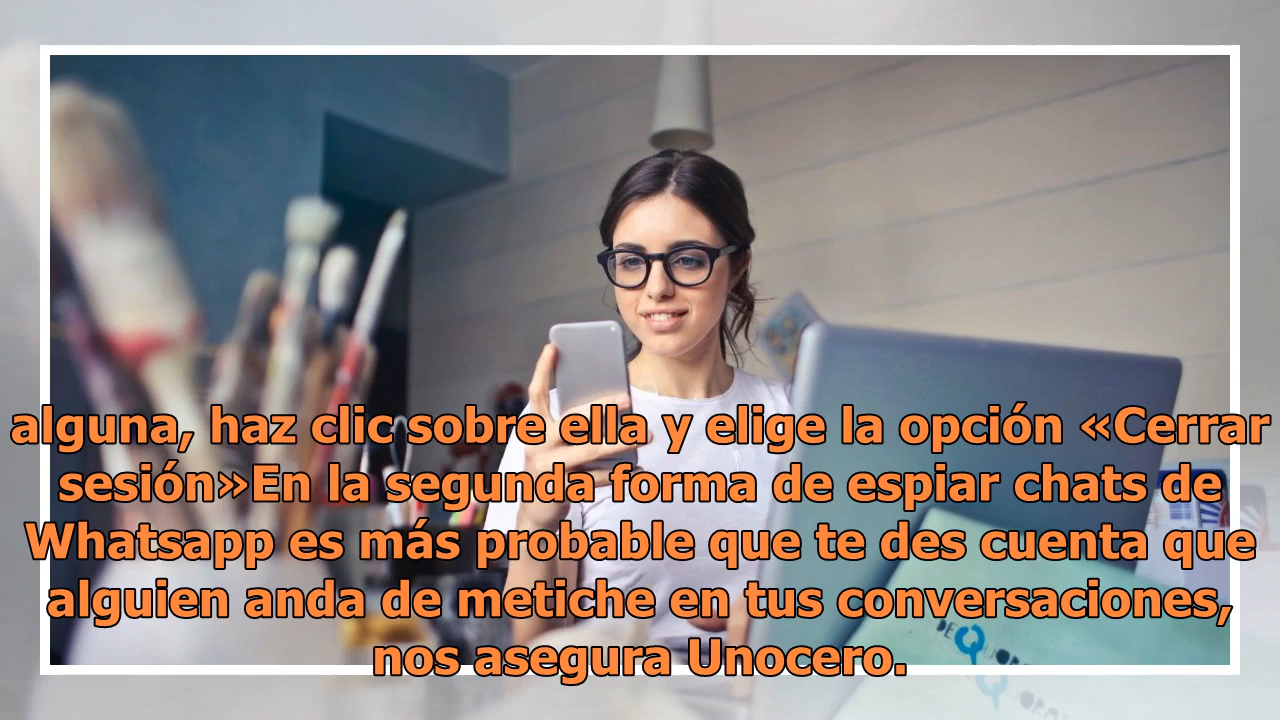 alguna, haz clic sobre ella y elige la opción «Cerrar
sesión»En la segunda forma de espiar chats de
Whatsapp es más probable que te des cuenta que
alguien anda de metiche en tus conversaciones,
nos asegura Unocero.